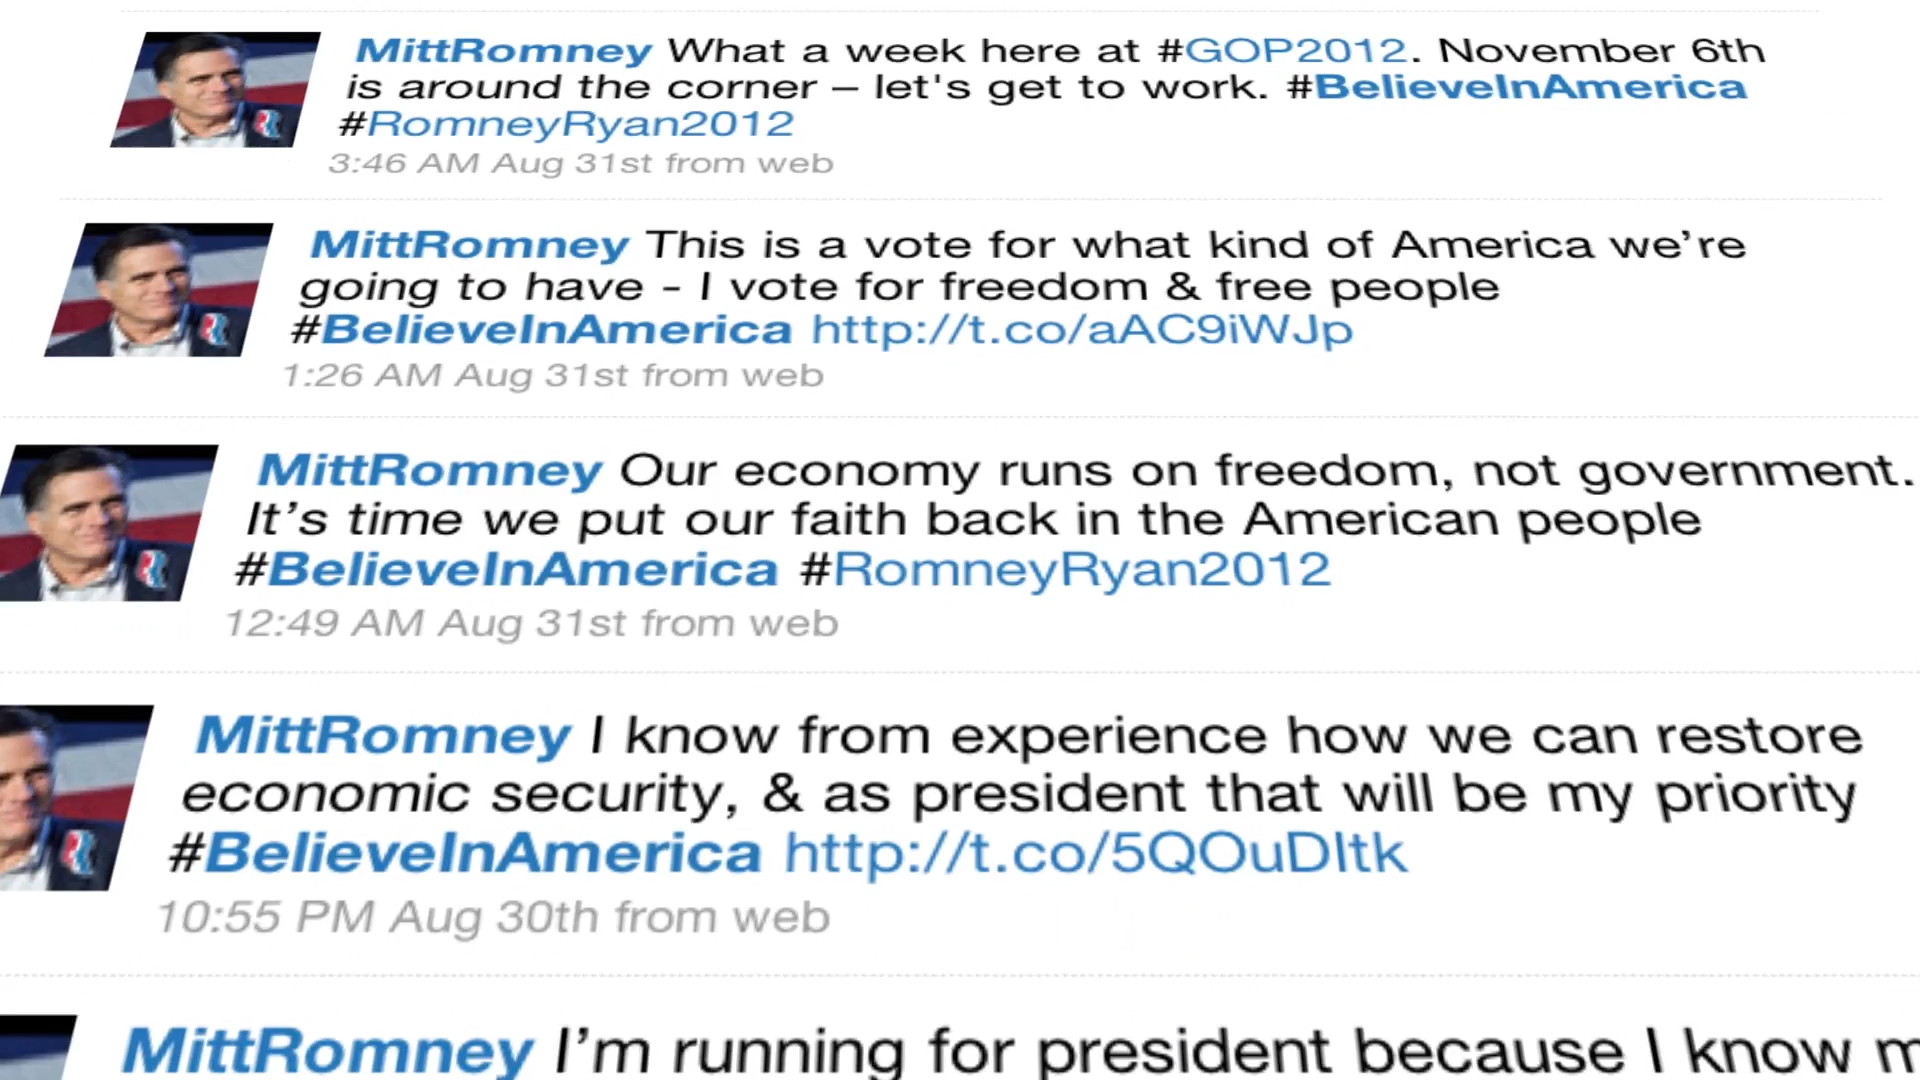 MittRomney What a week here at #GOP2012. November 6th
is around the corner – let's get to work. #BelieveInAmerica
#RomneyRyan2012
3:46 AM Aug 31st from web
MittRomney This is a vote for what kind of America we’re
going to have - I vote for freedom & free people
#BelieveInAmerica http://t.co/aAC9iWJp
1:26 AM Aug 31st from web
MittRomney Our economy runs on freedom, not government.
It’s time we put our faith back in the American people
#BelieveInAmerica #RomneyRyan2012
12:49 AM Aug 31st from web
MittRomney I know from experience how we can restore
economic security, & as president that will be my priority
#BelieveInAmerica http://t.co/5QOuDItk
10:55 PM Aug 30th from web
MittRomney I’m running for president because I know